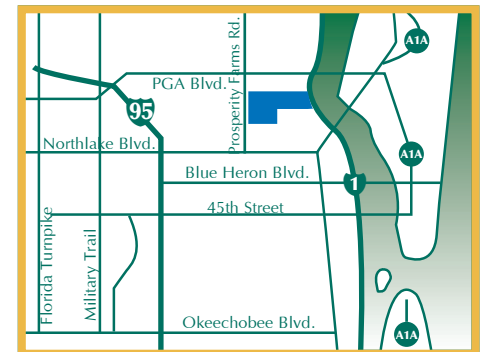 A1A
Prosperity Farms Rd.
PGA Blvd.
95
Northlake Blvd.
A1A
Blue Heron Blvd.
1
45th Street
Florida Turnpike
Military Trail
Okeechobee Blvd.
A1A